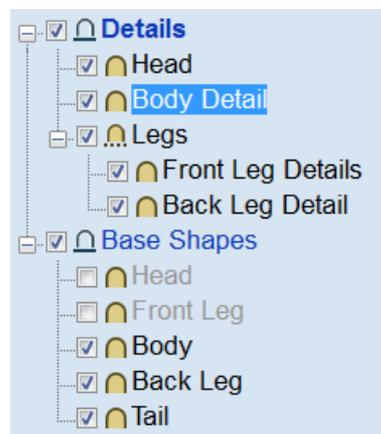 Details
Head
Body Detail
Legs
Front Leg Details
Back Leg Detail
Base Shapes
Head
Front Leg
Body
Back Leg
Tail